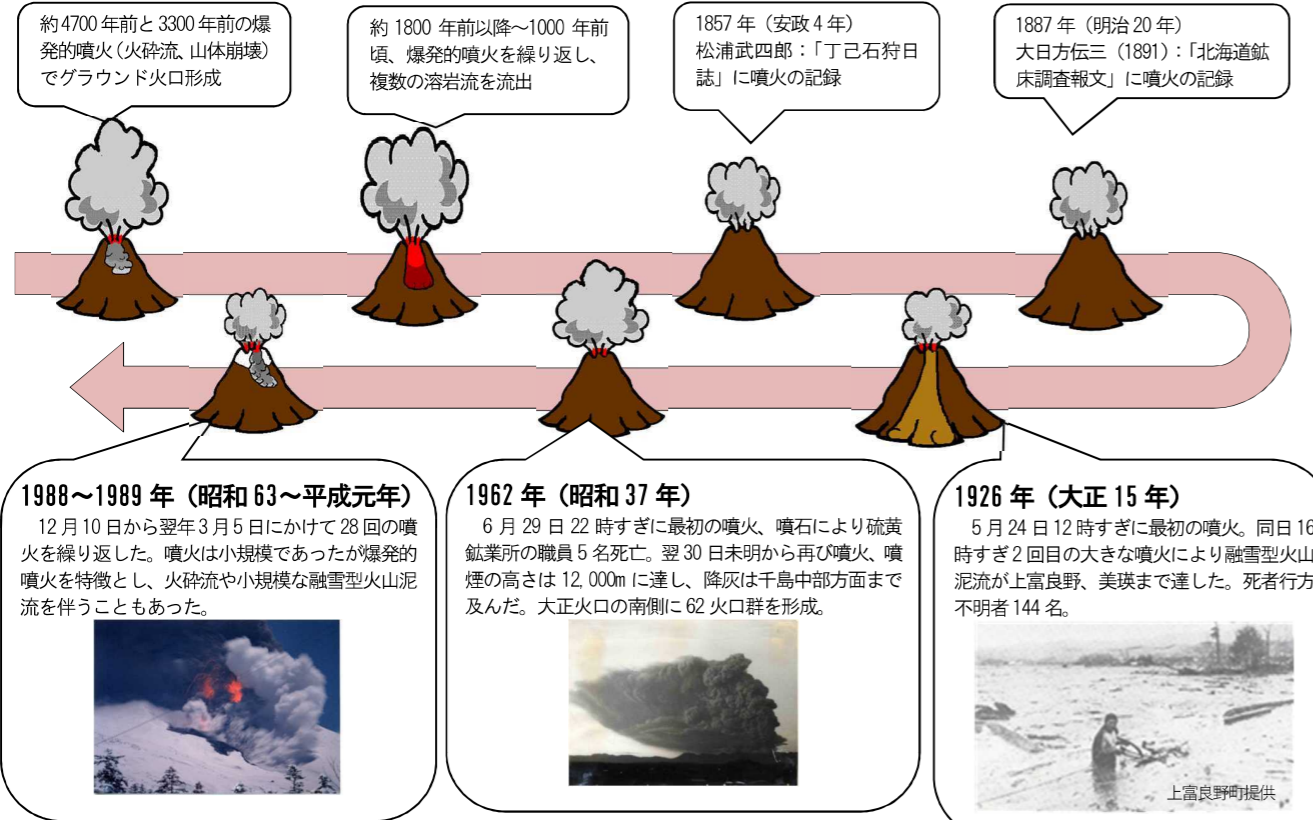 約4700年前と3300年前の爆
発的噴火（火砕流、山体崩壊）
でグラウンド火口形成
約1800年前以降～1000年前
頃、爆発的噴火を繰り返し、
複数の溶岩流を流出
1857年（安政4年）
松浦武四郎：「丁己石狩日
誌」に噴火の記録
1887年（明治20年）
大日方伝三（1891）：「北海道鉱
床調査報文」に噴火の記録
1926年（大正15年）
5月24日12時すぎに最初の噴火。同日16
時すぎ2回目の大きな噴火により融雪型火山
泥流が上富良野、美瑛まで達した。死者行方
不明者144名。
上富良野町提供
1962年（昭和37年）
6月29日22時すぎに最初の噴火、噴石により硫黄
鉱業所の職員5名死亡。翌30日未明から再び噴火、噴
煙の高さは12,000mに達し、降灰は千島中部方面まで
及んだ。大正火口の南側に62火口群を形成。
1988～1989年（昭和63～平成元年）
12月10日から翌年3月5日にかけて28回の噴
火を繰り返した。噴火は小規模であったが爆発的
噴火を特徴とし、火砕流や小規模な融雪型火山泥
流を伴うこともあった。